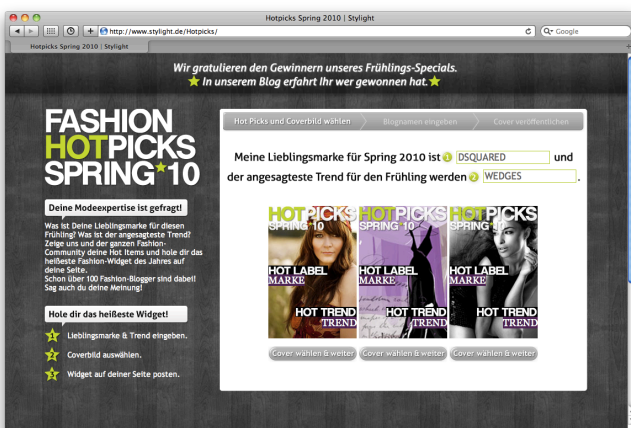 Hotpicks Spring 2010 | Stylight
http://www.stylight.de/Hotpicks/
Google
Hotpicks Spring 2010 | Stylight
Wir gratulieren den Gewinnern unseres Frühlings-Specials.
In unserem Blog erfahrt Ihr wer gewonnen hat.
FASHION
HOTPICKS
SPRING★10
Deine Modeexpertise ist gefragt!
Was ist Deine Lieblingsmarke für diesen
Frühling? Was ist der angesagteste Trend?
Zeige uns und der ganzen Fashion-
Community deine Hot Items und hole dir das
heißeste Fashion-Widget des Jahres auf
deine Seite.
Schon über 100 Fashion-Blogger sind dabei!
Sag auch du deine Meinung!
Hole dir das heißeste Widget!
1 Lieblingsmarke & Trend eingeben.
2 Coverbild auswählen.
3 Widget auf deiner Seite posten.
Hot Picks und Coverbild wählen Blognamen eingeben Cover veröffentlichen
Meine Lieblingsmarke für Spring 2010 ist 1 DSQUARED und
der angesagteste Trend für den Frühling werden 2 WEDGES .
HOTPICKS
SPRING★10
HOT LABEL
MARKE
HOT TREND
TREND
Cover wählen & weiter
HOTPICKS
SPRING★10
HOT LABEL
MARKE
HOT TREND
TREND
Cover wählen & weiter
HOTPICKS
SPRING★10
HOT LABEL
MARKE
HOT TREND
TREND
Cover wählen & weiter